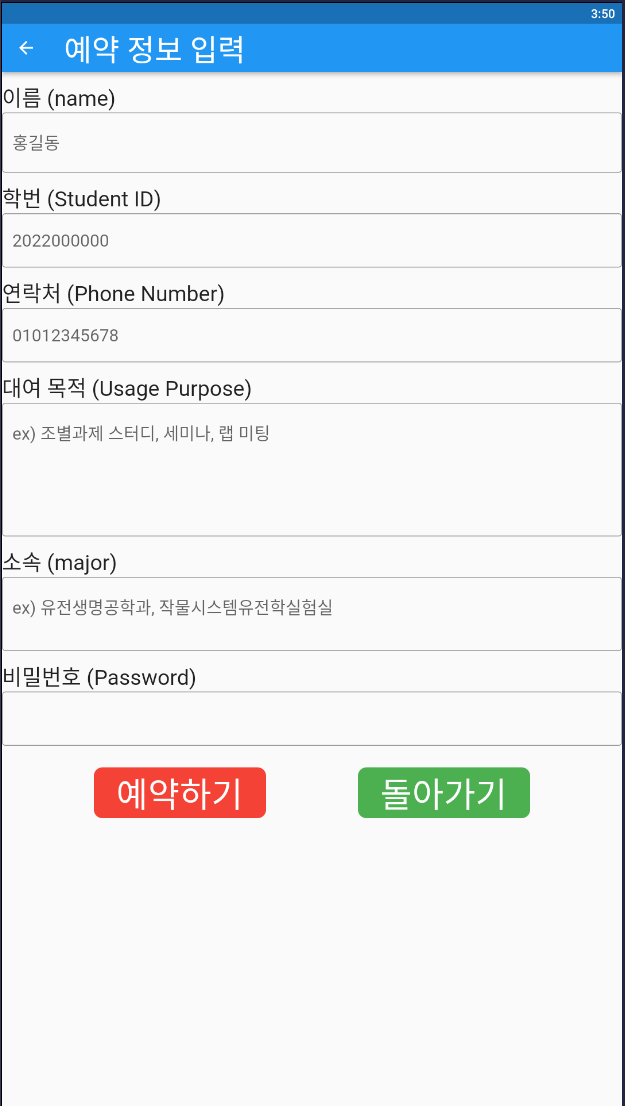 3:50
예약 정보 입력
이름 (name)
홍길동
학번 (Student ID)
2022000000
연락처 (Phone Number)
01012345678
대여 목적 (Usage Purpose)
ex) 조별과제 스터디, 세미나, 랩 미팅
소속 (major)
ex) 유전생명공학과, 작물시스템유전학실험실
비밀번호 (Password)
예약하기 돌아가기